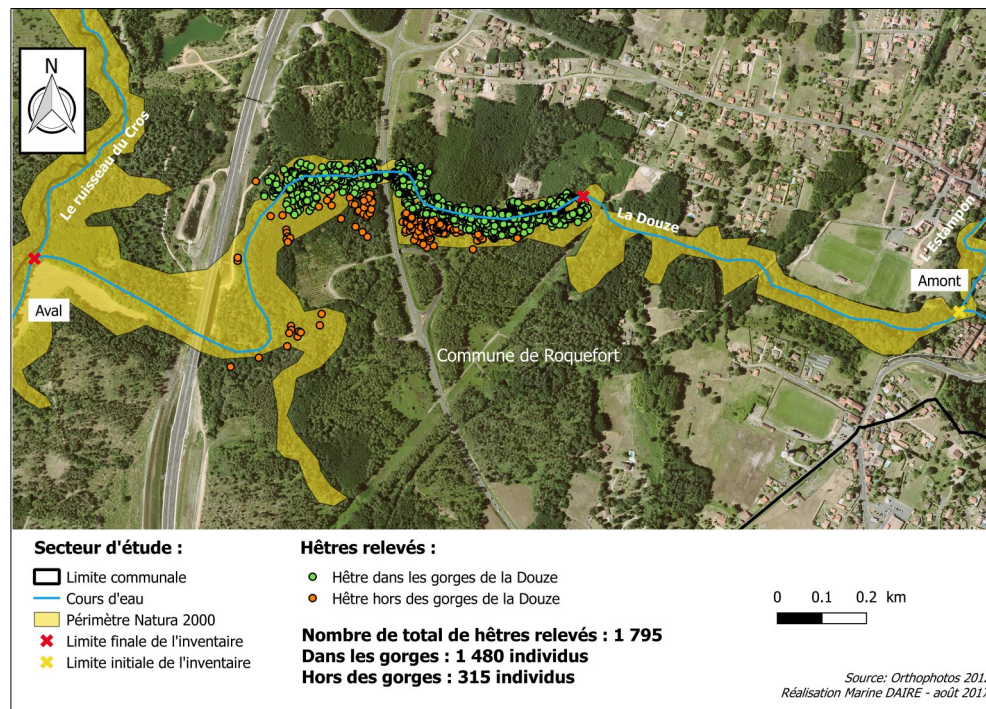 N
Le ruisseau du Cros
La Douze
L'Estampon
Amont
Aval
Commune de Roquefort
Secteur d'étude :
Limite communale
Cours d'eau
Périmètre Natura 2000
Limite finale de l'inventaire
Limite initiale de l'inventaire
Hêtres relevés :
Hêtre dans les gorges de la Douze
Hêtre hors des gorges de la Douze
Nombre de total de hêtres relevés : 1 795
Dans les gorges : 1 480 individus
Hors des gorges : 315 individus
0 0.1 0.2 km
Source: Orthophotos 2012
Réalisation Marine DAIRE - août 2017